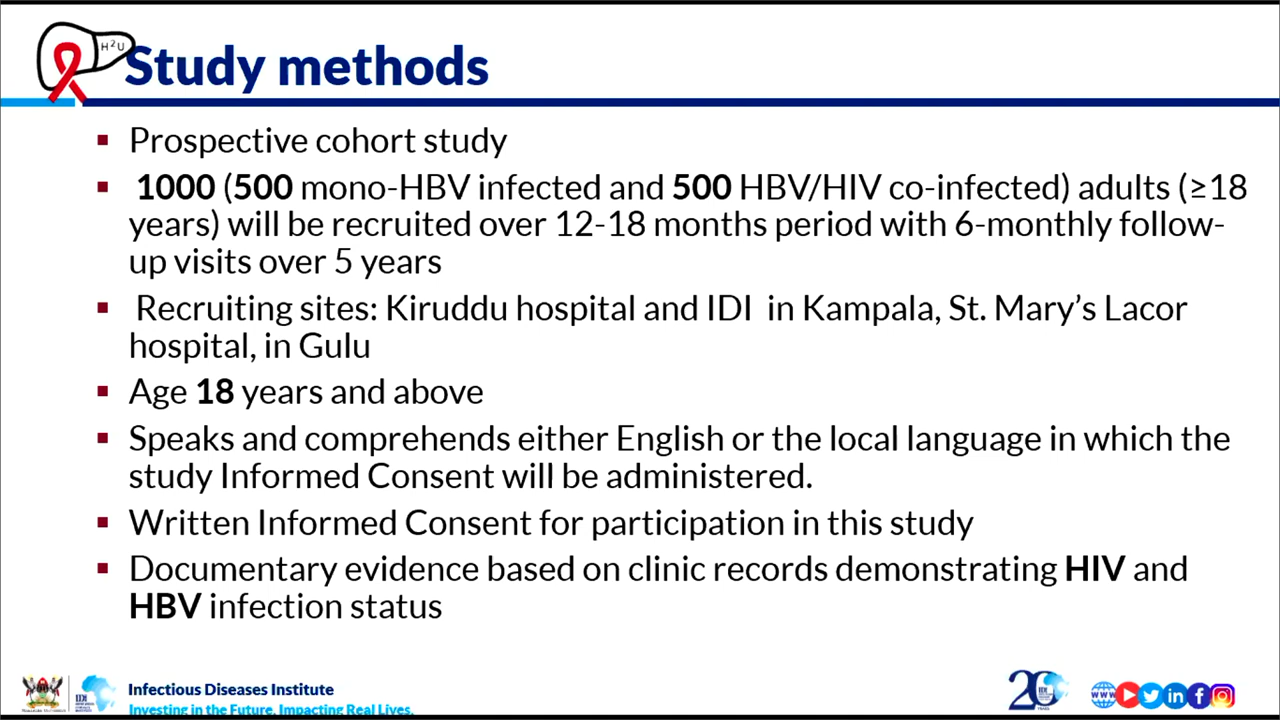 H²U
Study methods
▪ Prospective cohort study
▪ 1000 (500 mono-HBV infected and 500 HBV/HIV co-infected) adults (≥18
years) will be recruited over 12-18 months period with 6-monthly follow-
up visits over 5 years
▪ Recruiting sites: Kiruddu hospital and IDI in Kampala, St. Mary’s Lacor
hospital, in Gulu
▪ Age 18 years and above
▪ Speaks and comprehends either English or the local language in which the
study Informed Consent will be administered.
▪ Written Informed Consent for participation in this study
▪ Documentary evidence based on clinic records demonstrating HIV and
HBV infection status
IDI
Infectious Diseases Institute
Investing in the Future. Impacting Real Lives.
20
IDI
YEARS